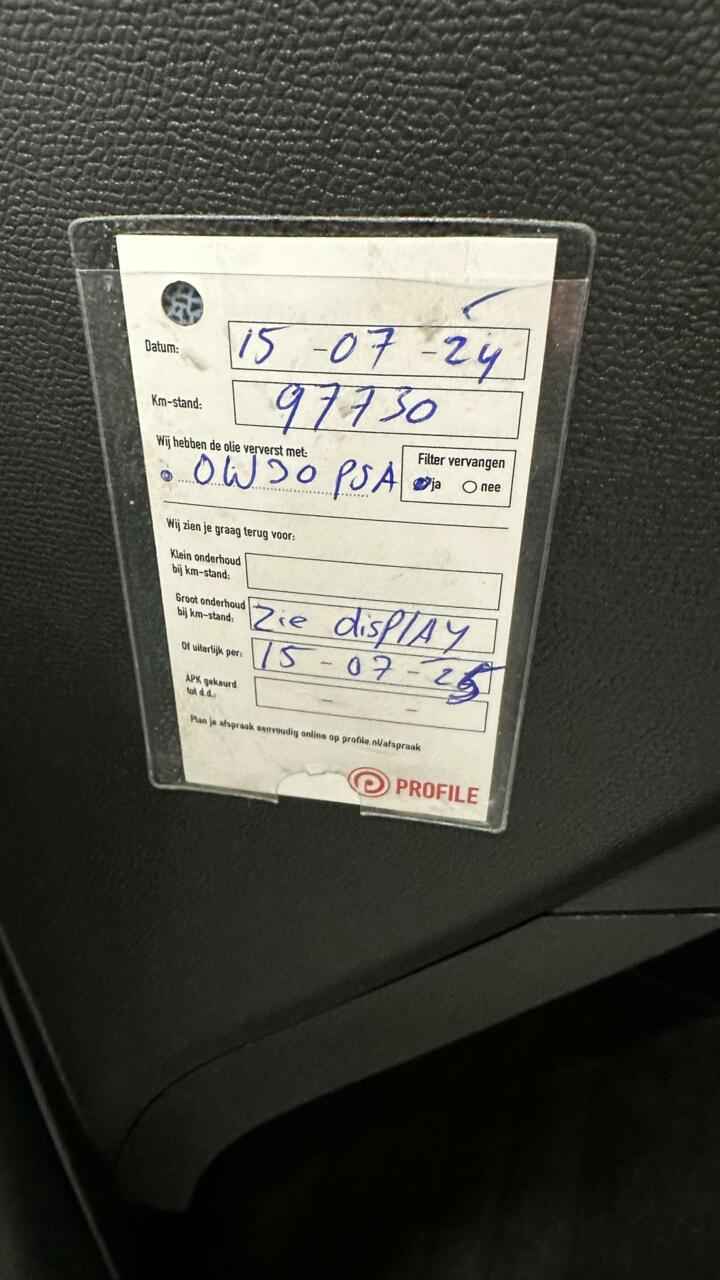 Datum: 15-07-24
Km-stand: 97730
Wij hebben de olie ververst met:
0W30 PSA
Filter vervangen
ja nee
Wij zien je graag terug voor:
Klein onderhoud
bij km-stand:
Groot onderhoud
bij km-stand: Zie display
Of uiterlijk per: 15-07-25
APK gekeurd
tot d.d.: - -
Plan je afspraak eenvoudig online op profile.nl/afspraak
PROFILE